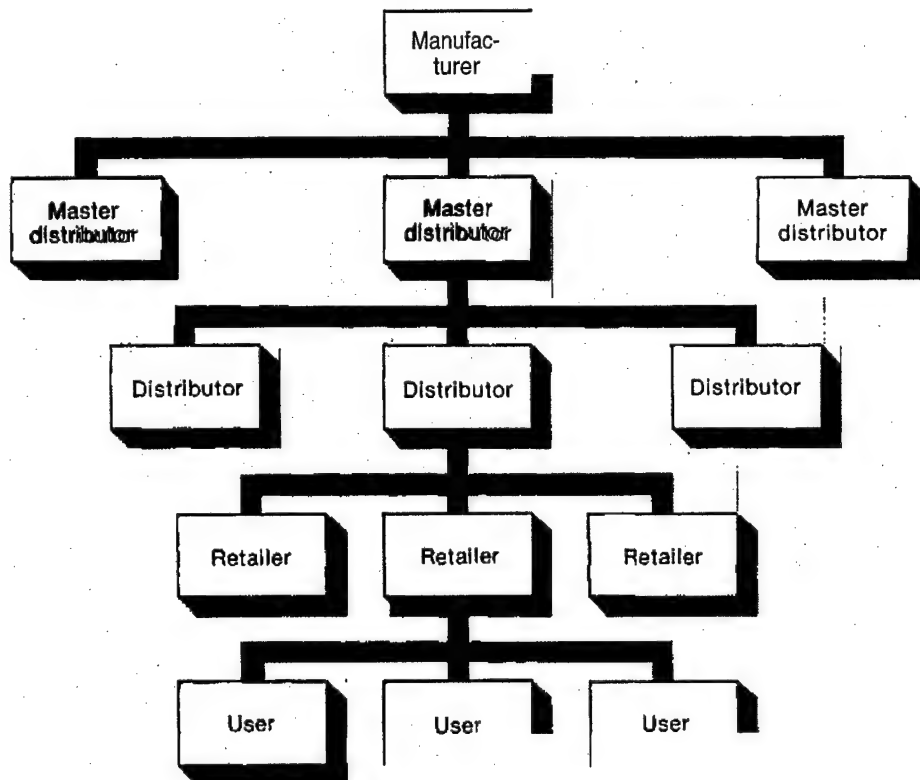 Manufac-
turer
Master
distributor
Master
distributor
Master
distributor
Distributor
Distributor
Distributor
Retailer
Retailer
Retailer
User
User
User